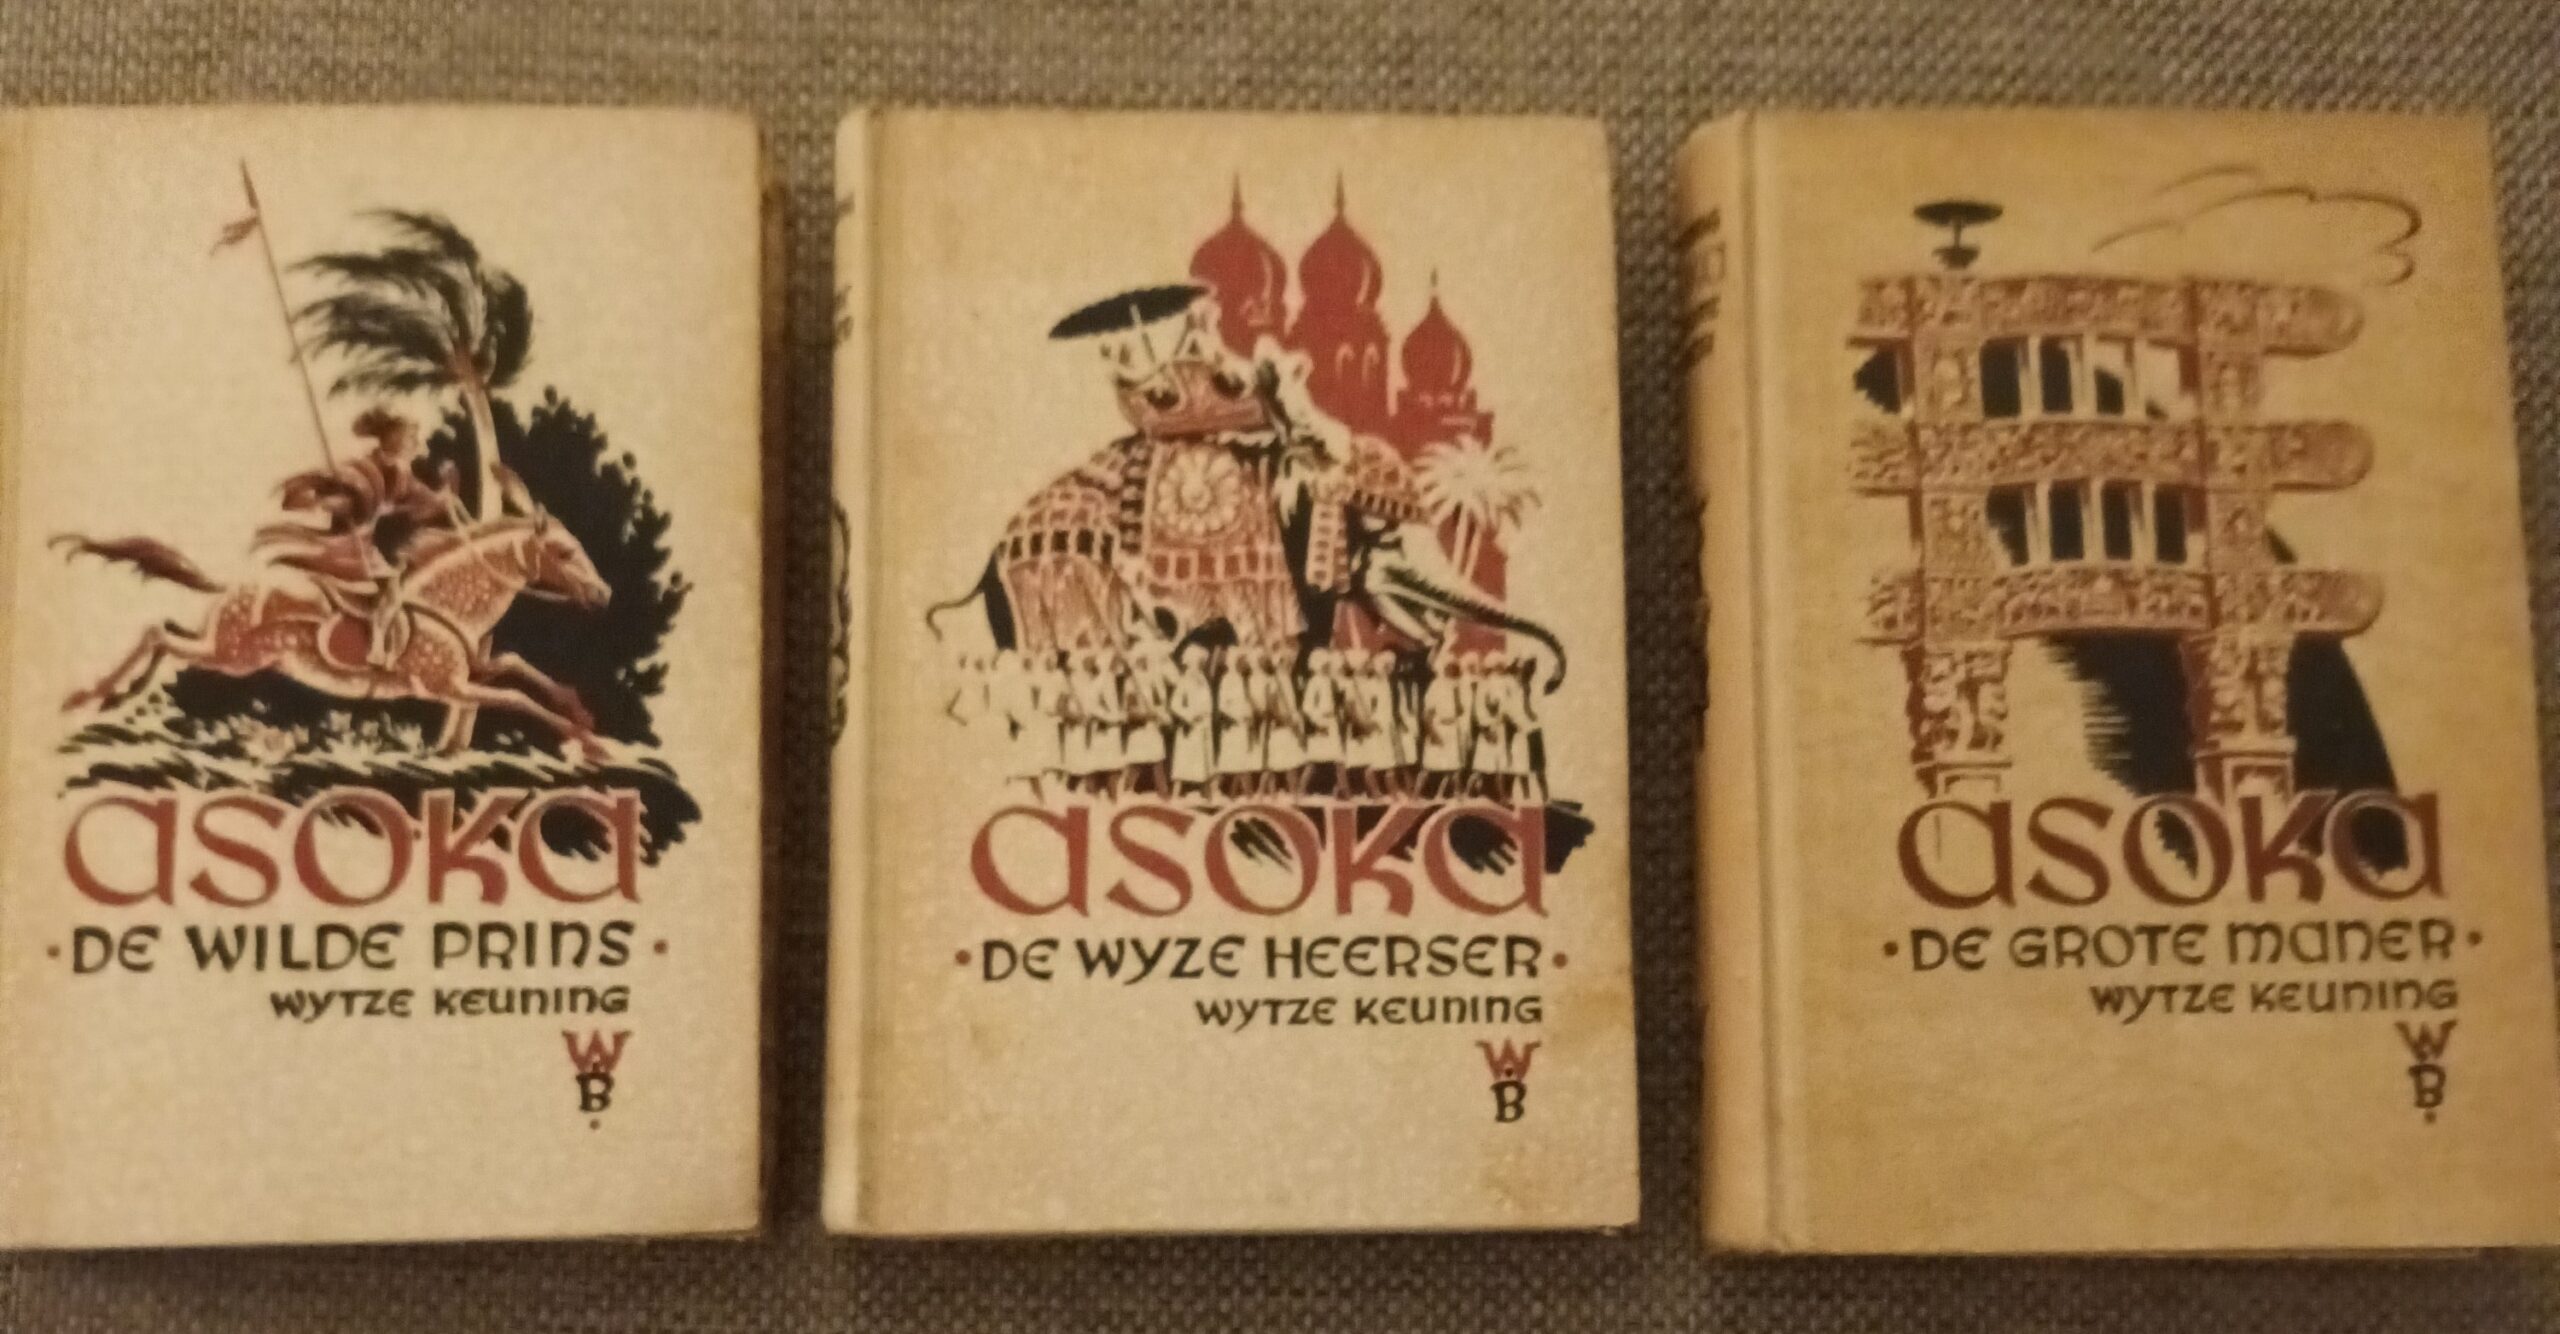 asoka
• DE WILDE PRINS •
WYTZE KEUNING
W
B
asoka
• DE WYZE HEERSER •
WYTZE KEUNING
W
B
asoka
• DE GROTE MANER •
WYTZE KEUNING
W
B